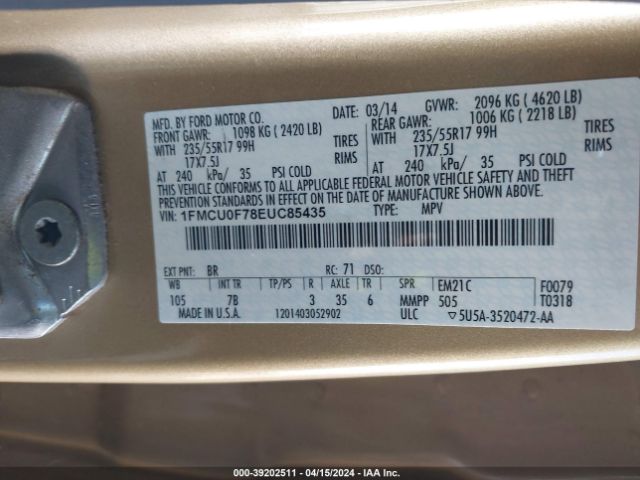 MFD. BY FORD MOTOR CO.
DATE: 03/14 GVWR: 2096 KG ( 4620 LB)
FRONT GAWR: 1098 KG ( 2420 LB)
REAR GAWR: 1006 KG ( 2218 LB)
WITH 235/55R17 99H TIRES
WITH 235/55R17 99H TIRES
17X7.5J RIMS
17X7.5J RIMS
AT 240 kPa/ 35 PSI COLD
AT 240 kPa/ 35 PSI COLD
THIS VEHICLE CONFORMS TO ALL APPLICABLE FEDERAL MOTOR VEHICLE SAFETY AND THEFT
PREVENTION STANDARDS IN EFFECT ON THE DATE OF MANUFACTURE SHOWN ABOVE.
VIN: 1FMCU0F78EUC85435 TYPE: MPV
EXT PNT: BR RC: 71 DSO:
WB INT TR TP/PS R AXLE TR SPR EM21C F0079
105 7B 3 35 6 MMPP 505 T0318
MADE IN U.S.A. 1201403052902 ULC ▽5U5A-3520472-AA
000-39202511 - 04/15/2024 - IAA Inc.